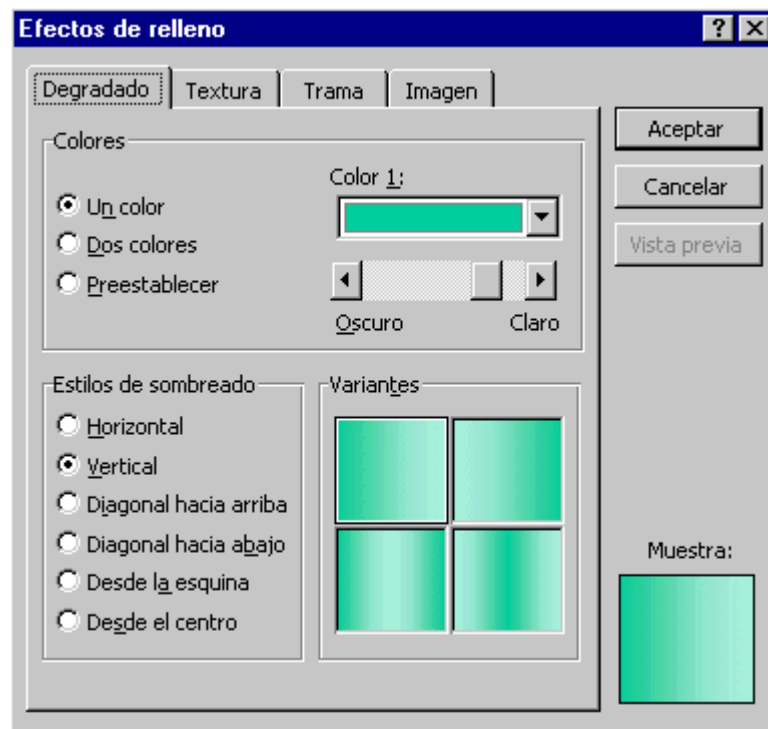 Efectos de relleno
Degradado Textura Trama Imagen
Colores
Un color
Dos colores
Preestablecer
Color 1:
Oscuro Claro
Aceptar
Cancelar
Vista previa
Estilos de sombreado
Horizontal
Vertical
Diagonal hacia arriba
Diagonal hacia abajo
Desde la esquina
Desde el centro
Variantes
Muestra: